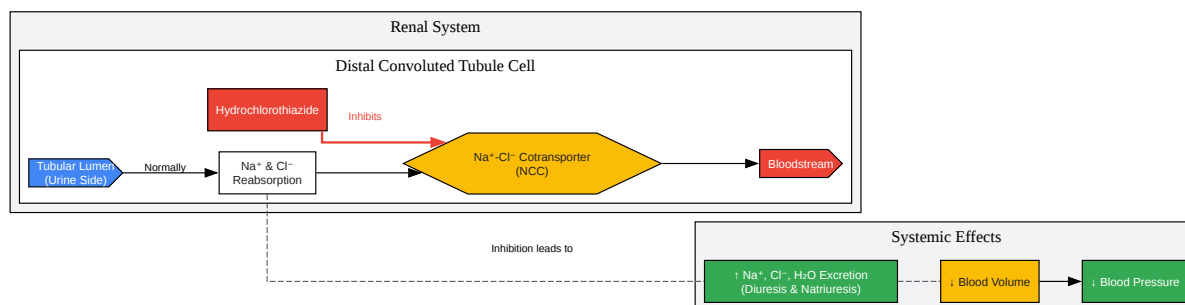 Renal System
Distal Convoluted Tubule Cell
Hydrochlorothiazide
Inhibits
Tubular Lumen
(Urine Side)
Normally
Na⁺ & Cl⁻
Reabsorption
Na⁺-Cl⁻ Cotransporter
(NCC)
Bloodstream
Inhibition leads to
Systemic Effects
↑ Na⁺, Cl⁻, H₂O Excretion
(Diuresis & Natriuresis)
↓ Blood Volume
↓ Blood Pressure